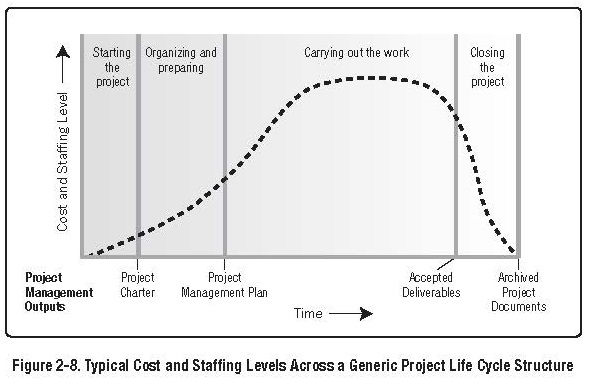 Starting
the
project
Organizing and
preparing
Carrying out the work
Closing
the
project
Cost and Staffing Level
Project
Management
Outputs
Project
Charter
Project
Management Plan
Accepted
Deliverables
Archived
Project
Documents
Time
Figure 2-8. Typical Cost and Staffing Levels Across a Generic Project Life Cycle Structure